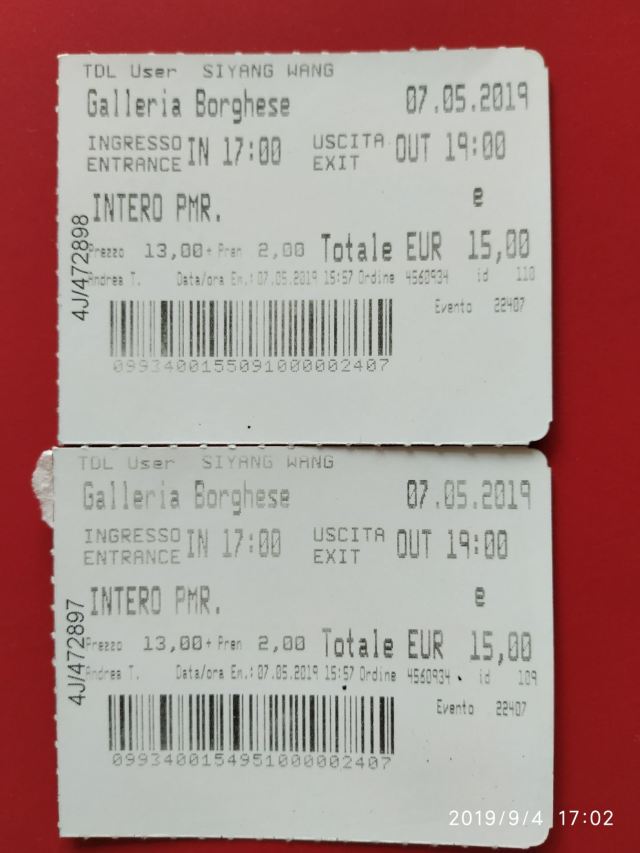 TDL User SIYANG WANG
Galleria Borghese 07.05.2019
INGRESSO ENTRANCE IN 17:00 USCITA EXIT OUT 19:00
INTERO PMR. e
4J/472898
Prezzo 13,00+ Pren 2,00 Totale EUR 15,00
Andrea T. Data/ora Em.:07.05.2019 15:57 Ordine 4560934 id 110
Evento 22407
0993400155091000002407
TDL User SIYANG WANG
Galleria Borghese 07.05.2019
INGRESSO ENTRANCE IN 17:00 USCITA EXIT OUT 19:00
INTERO PMR. e
4J/472897
Prezzo 13,00+ Pren 2,00 Totale EUR 15,00
Andrea T. Data/ora Em.:07.05.2019 15:57 Ordine 4560934 id 109
Evento 22407
0993400154951000002407
2019/9/4 17:02